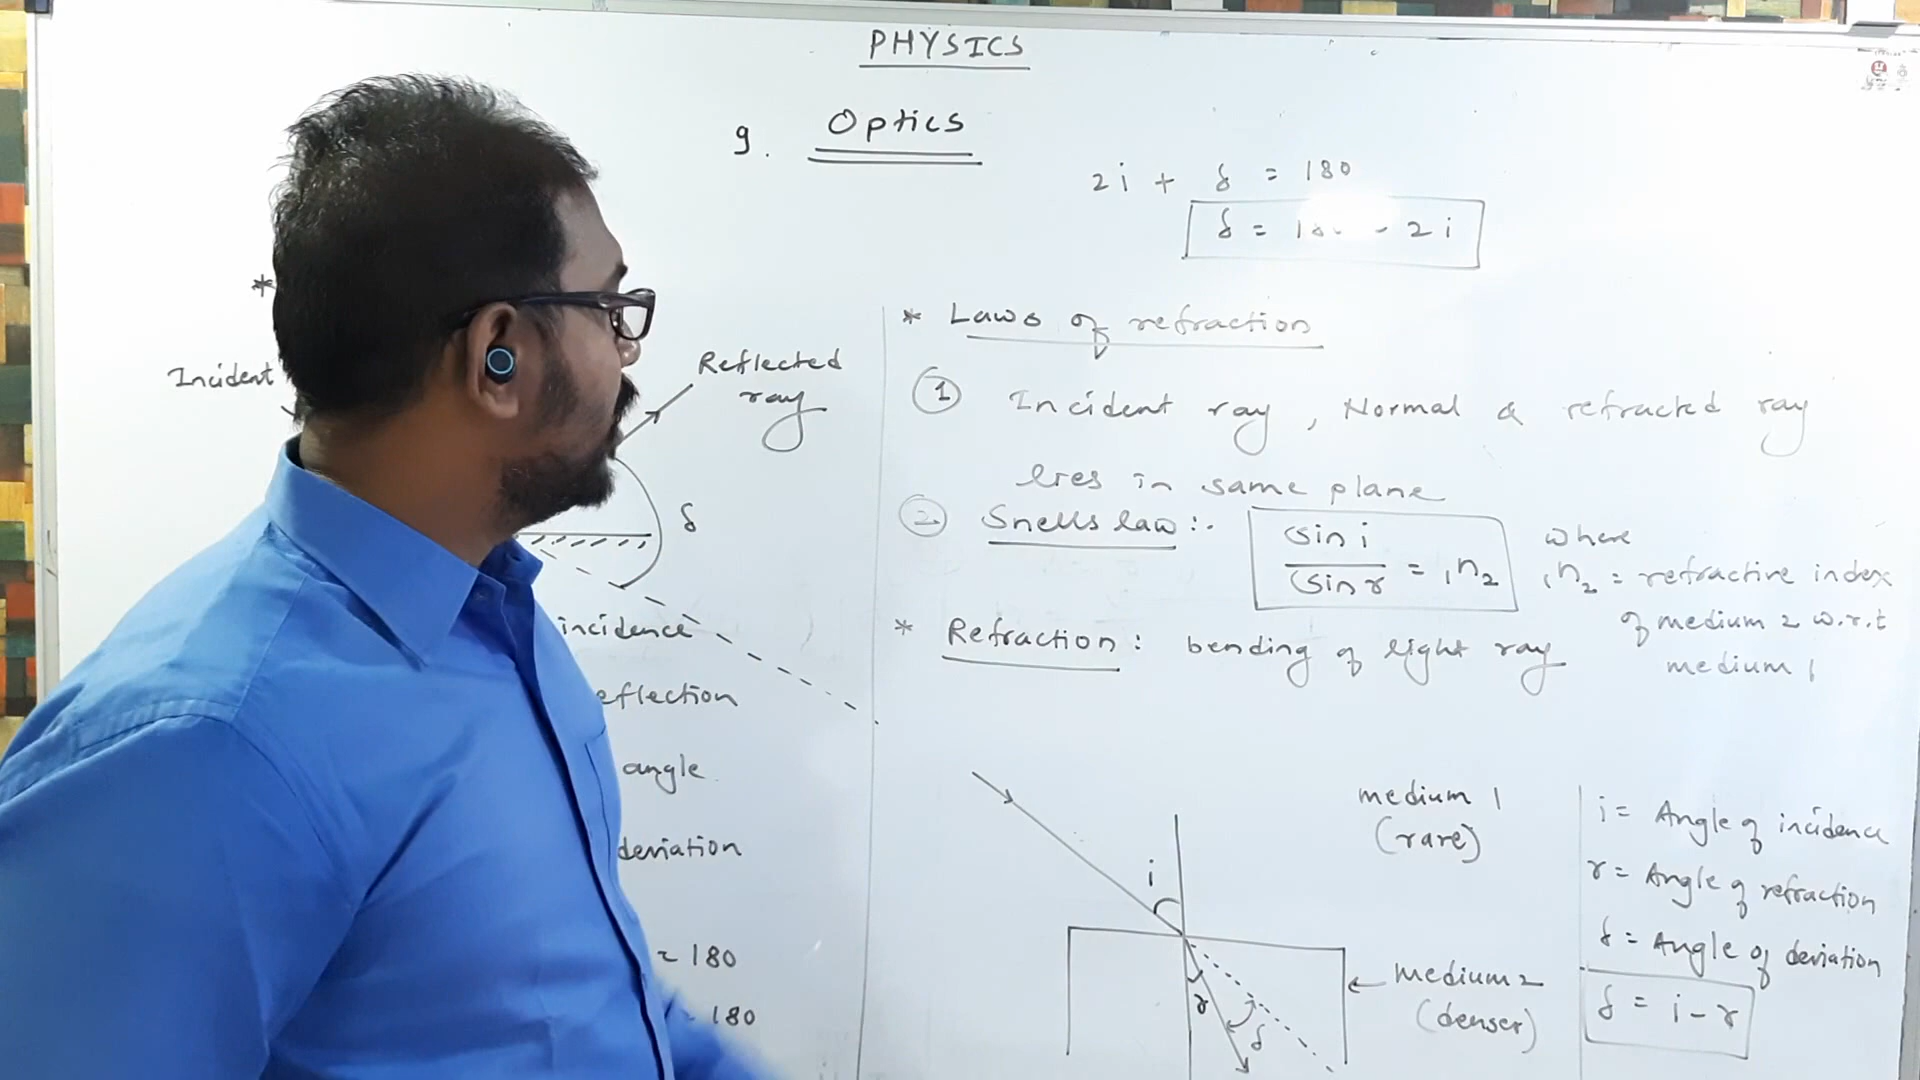 PHYSICS
9. Optics
2i + δ = 180
δ = 180 - 2i
*
Incident
Reflected
ray
δ
incidence
eflection
angle
deviation
= 180
180
* Laws of refraction
① Incident ray, Normal & refracted ray
lies in same plane
② Snells law :- sin i / sin r = ₁n₂ where
₁n₂ = refractive index
of medium 2 w.r.t
medium 1
* Refraction : bending of light ray
medium 1
(rare)
i
r
δ
medium 2
(denser)
i = Angle of incidence
r = Angle of refraction
δ = Angle of deviation
δ = i - r